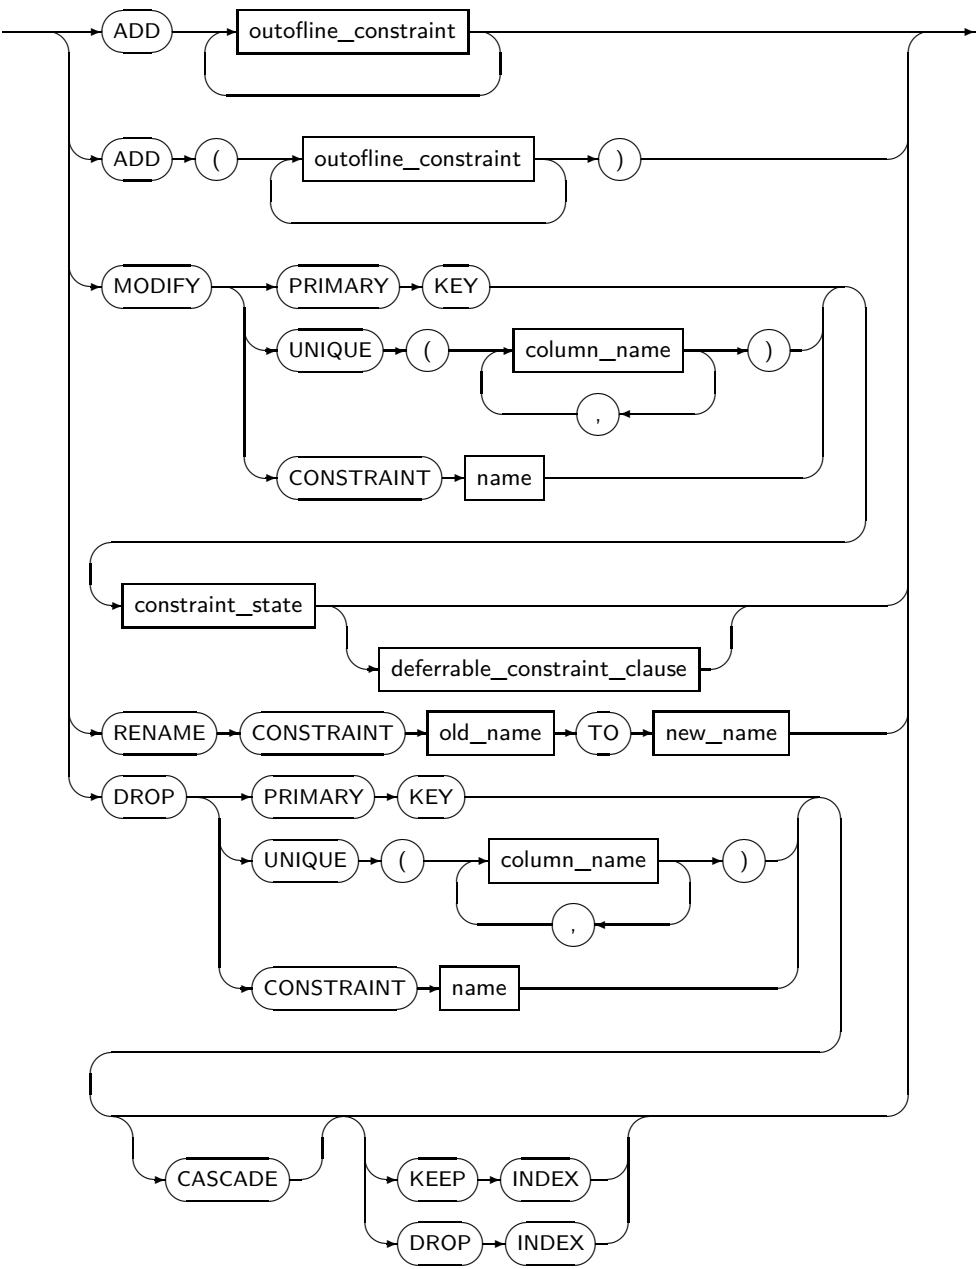 ADD outofline_constraint
ADD ( outofline_constraint )
MODIFY PRIMARY KEY
UNIQUE ( column_name )
,
CONSTRAINT name
constraint_state
deferrable_constraint_clause
RENAME CONSTRAINT old_name TO new_name
DROP PRIMARY KEY
UNIQUE ( column_name )
,
CONSTRAINT name
CASCADE KEEP INDEX
DROP INDEX